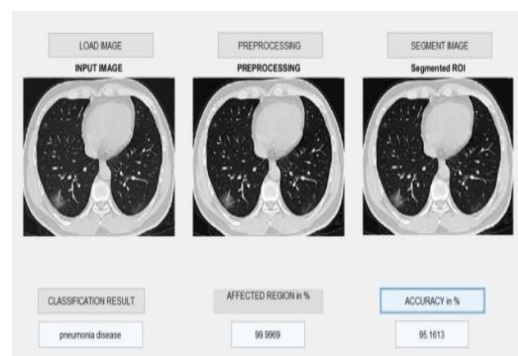 LOAD IMAGE PREPROCESSING SEGMENT IMAGE
INPUT IMAGE PREPROCESSING Segmented ROI
CLASSIFICATION RESULT AFFECTED REGION in % ACCURACY in %
pneumonia disease 99.9969 95.1613